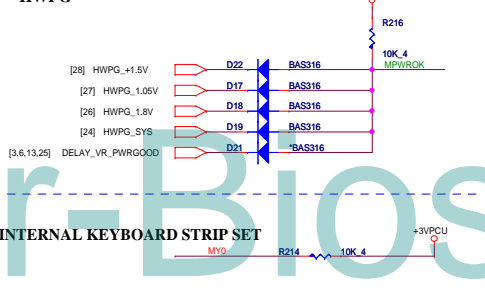 HWPG
R216
10K_4
MPWROK
[28] HWPG_+1.5V D22 BAS316
[27] HWPG_1.05V D17 BAS316
[26] HWPG_1.8V D18 BAS316
[24] HWPG_SYS D19 BAS316
[3,6,13,25] DELAY_VR_PWRGOOD D21 *BAS316
r-Bios
INTERNAL KEYBOARD STRIP SET
+3VPCU
MY0 R214 10K_4